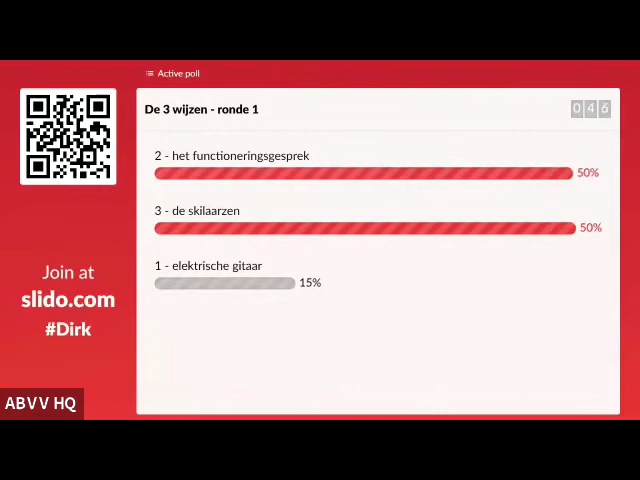 Active poll
De 3 wijzen - ronde 1
046
2 - het functioneringsgesprek
50%
3 - de skilaarzen
50%
1 - elektrische gitaar
15%
Join at
slido.com
#Dirk
ABVV HQ